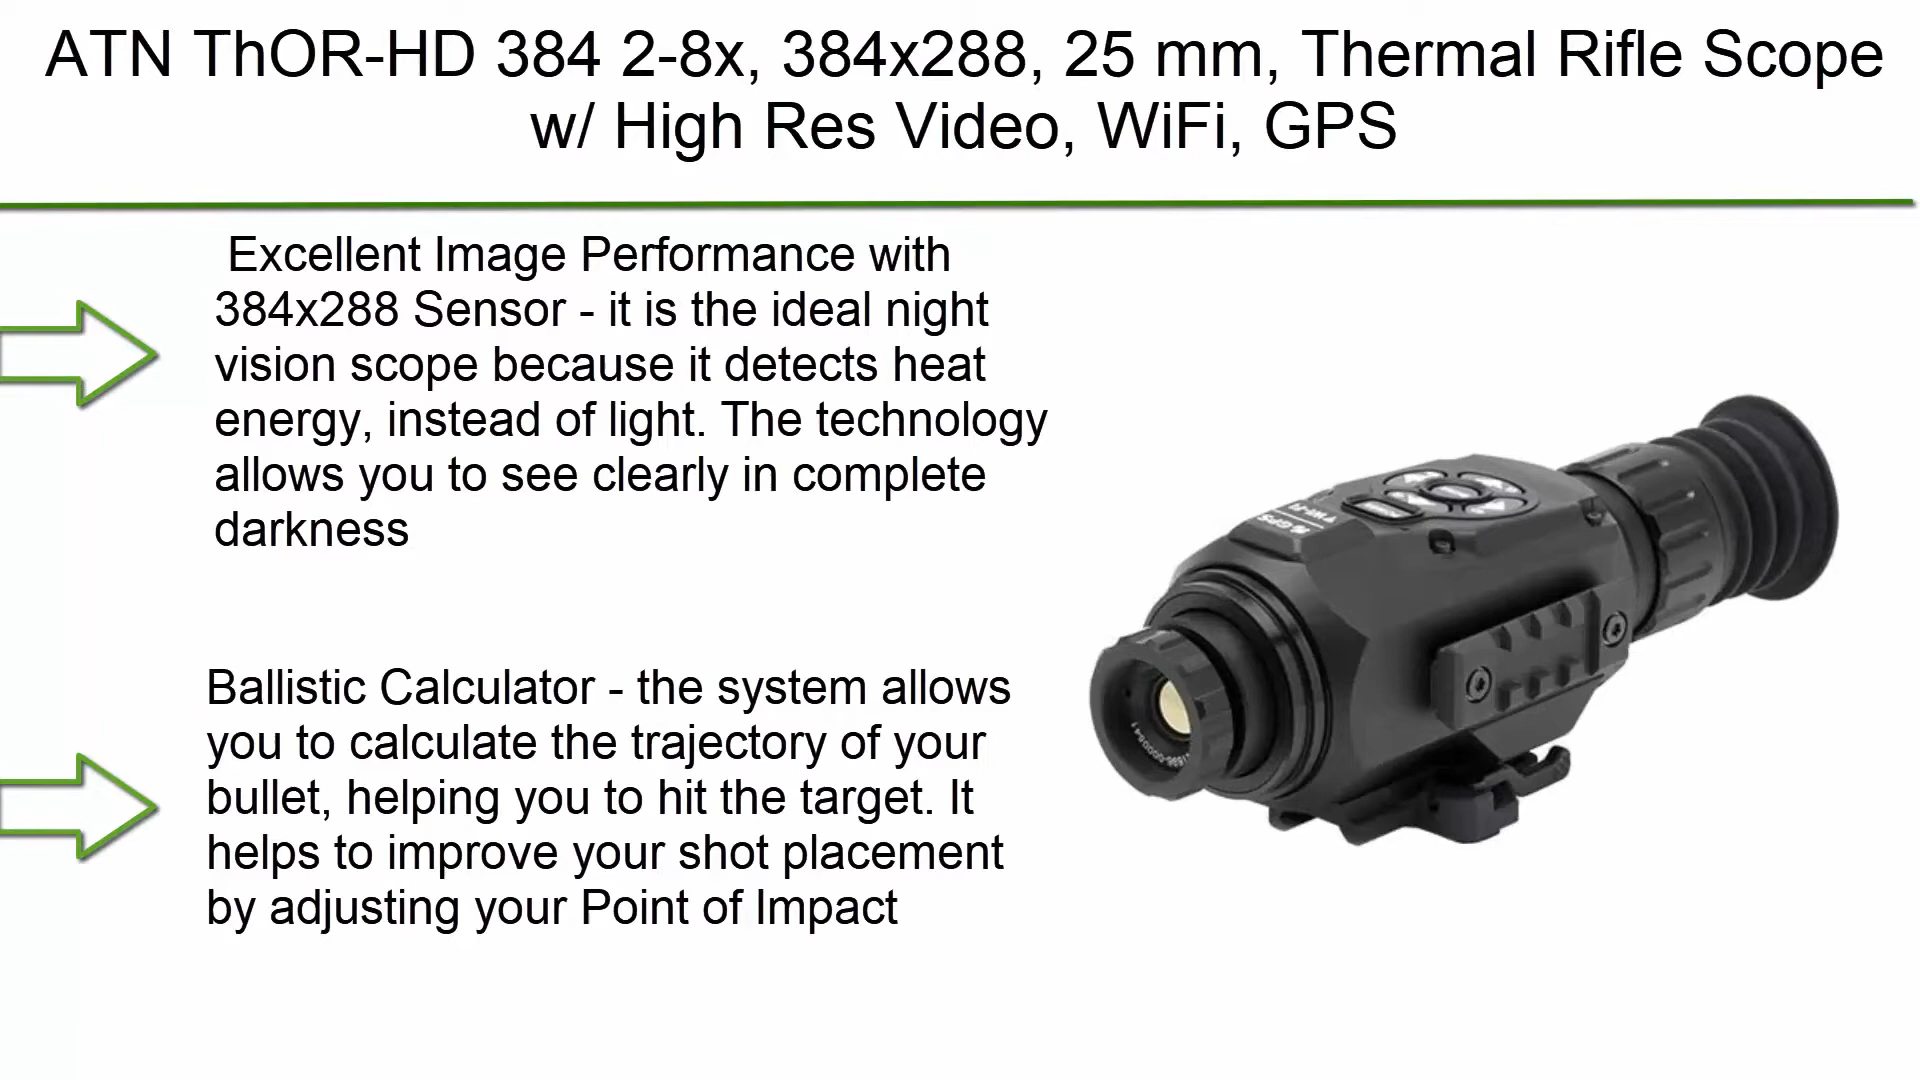 ATN ThOR-HD 384 2-8x, 384x288, 25 mm, Thermal Rifle Scope
w/ High Res Video, WiFi, GPS
Excellent Image Performance with
384x288 Sensor - it is the ideal night
vision scope because it detects heat
energy, instead of light. The technology
allows you to see clearly in complete
darkness
Ballistic Calculator - the system allows
you to calculate the trajectory of your
bullet, helping you to hit the target. It
helps to improve your shot placement
by adjusting your Point of Impact
GPS
Wi-Fi